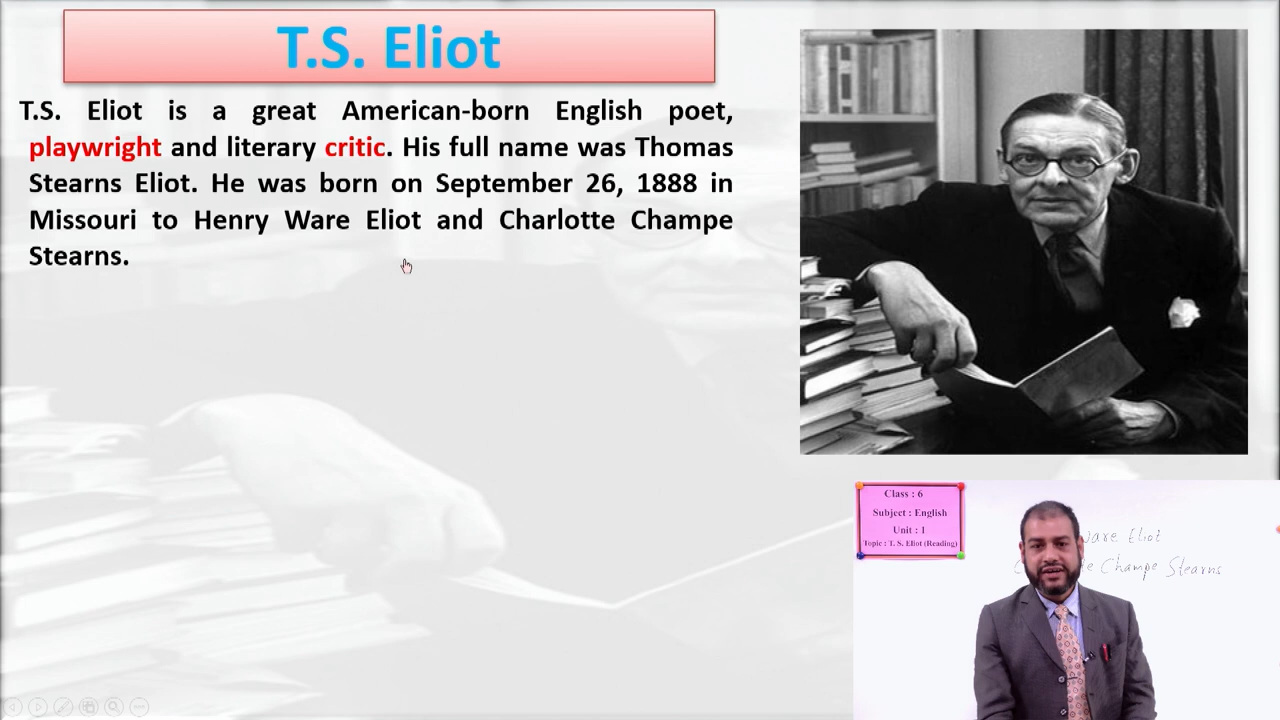 T.S. Eliot
T.S. Eliot is a great American-born English poet,
playwright and literary critic. His full name was Thomas
Stearns Eliot. He was born on September 26, 1888 in
Missouri to Henry Ware Eliot and Charlotte Champe
Stearns.
Class : 6
Subject : English
Unit : 1
Topic : T. S. Eliot (Reading)
Ware Eliot
Champe Stearns